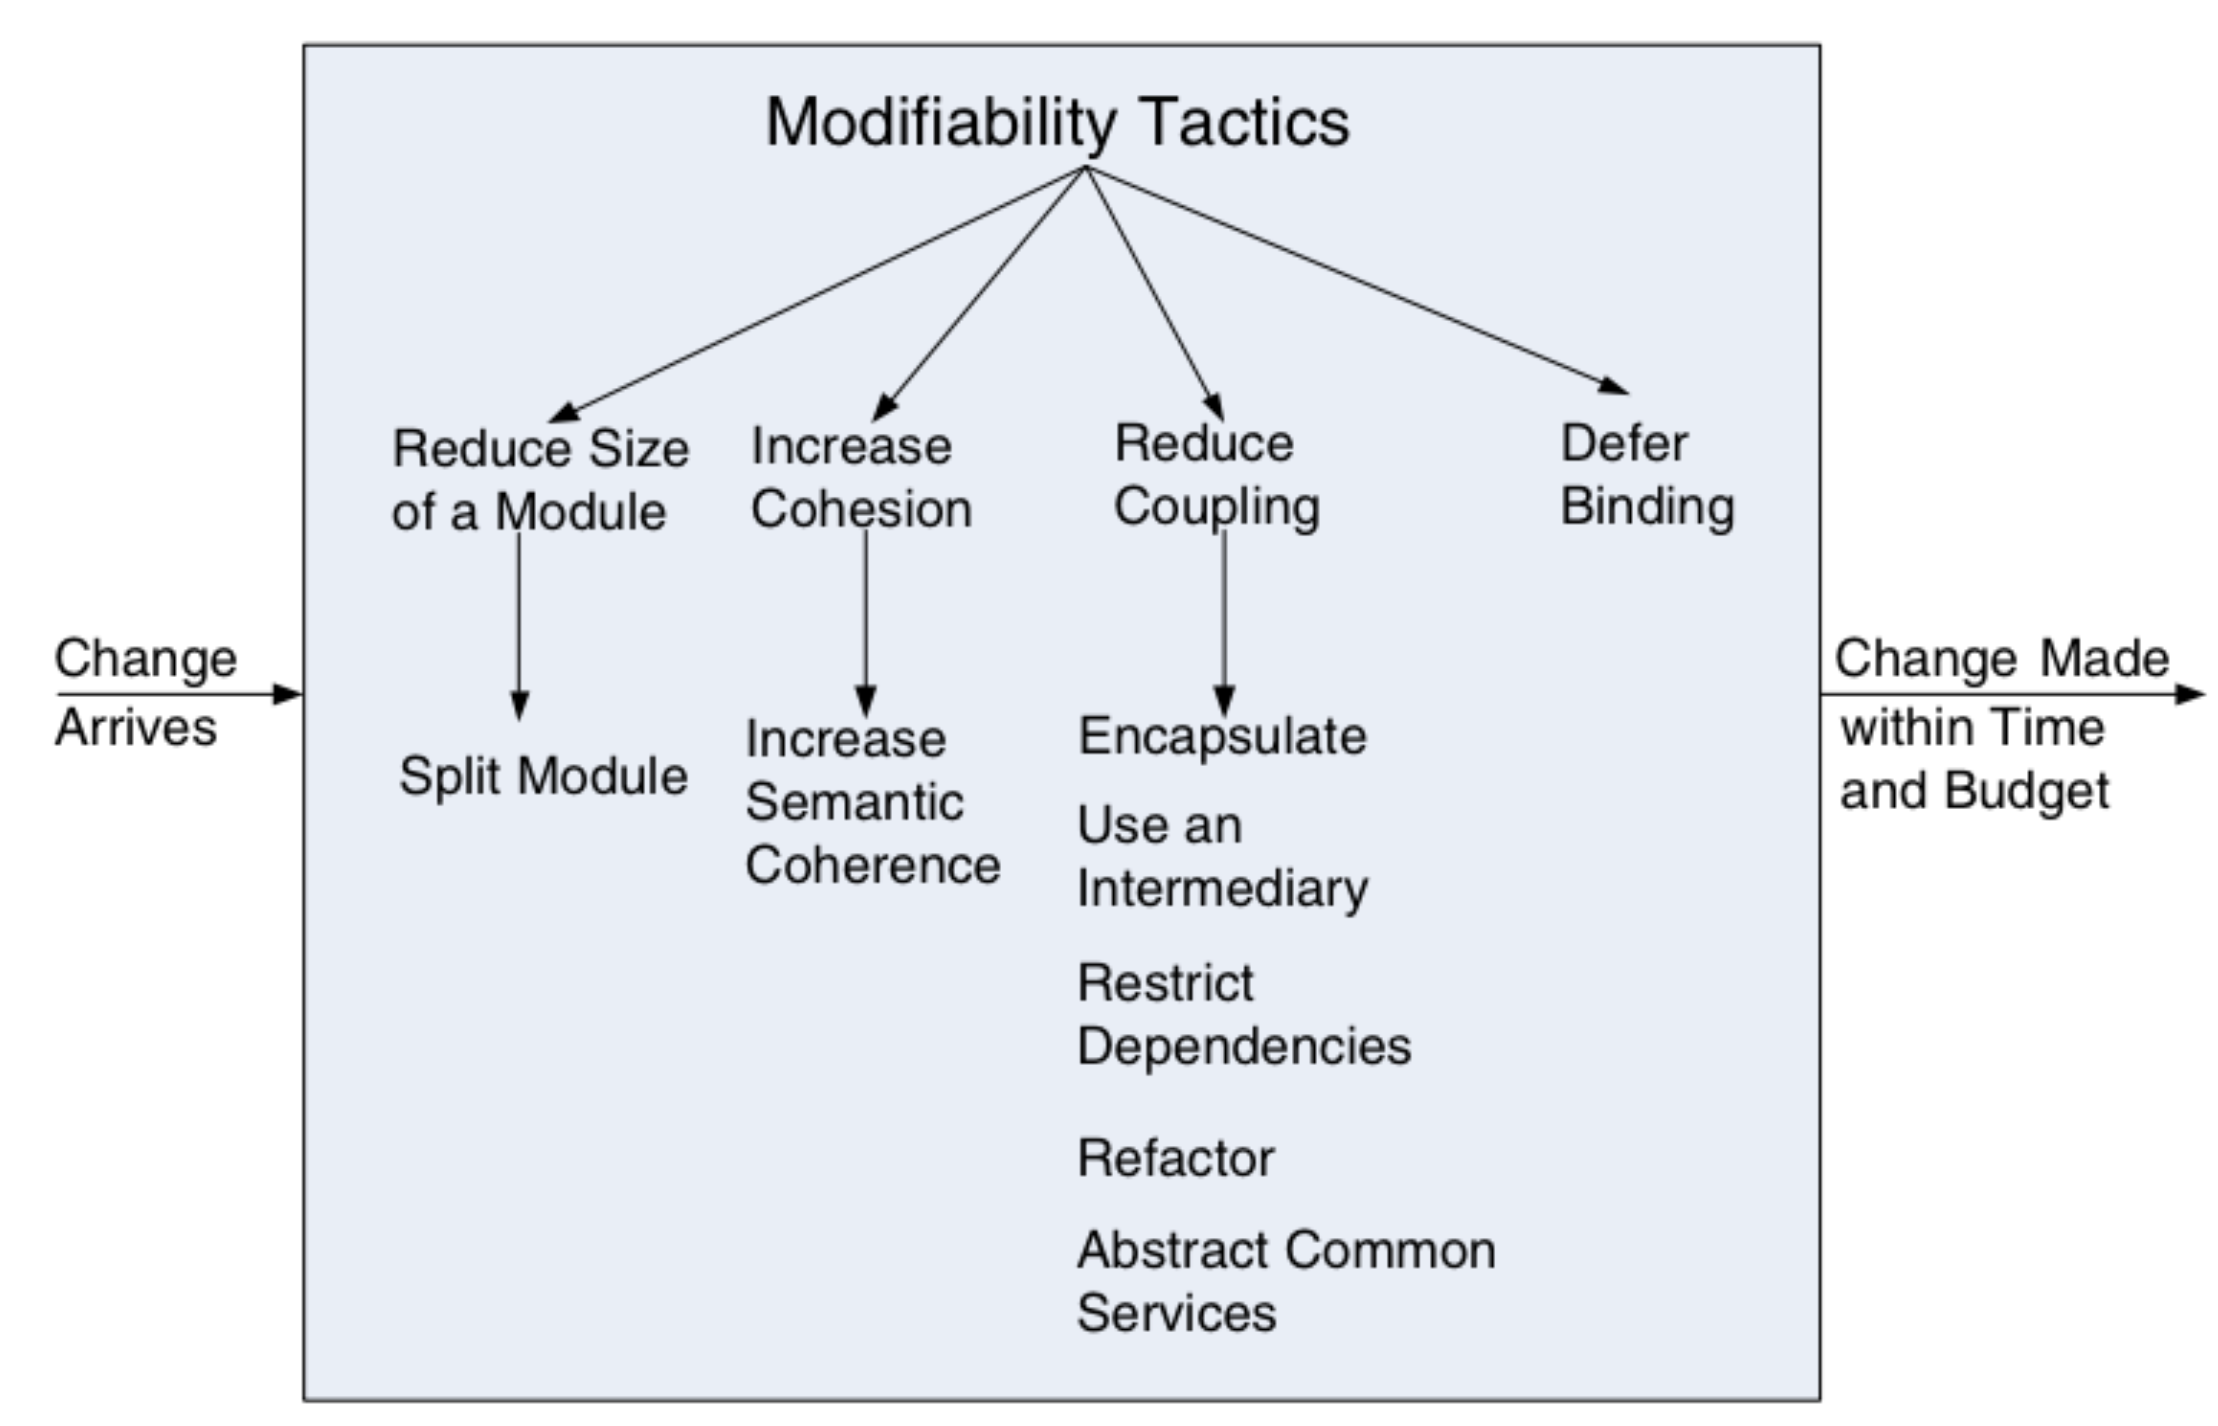 Modifiability Tactics
Reduce Size
of a Module
Increase
Cohesion
Reduce
Coupling
Defer
Binding
Change
Arrives
Split Module
Increase
Semantic
Coherence
Encapsulate
Use an
Intermediary
Restrict
Dependencies
Refactor
Abstract Common
Services
Change Made
within Time
and Budget